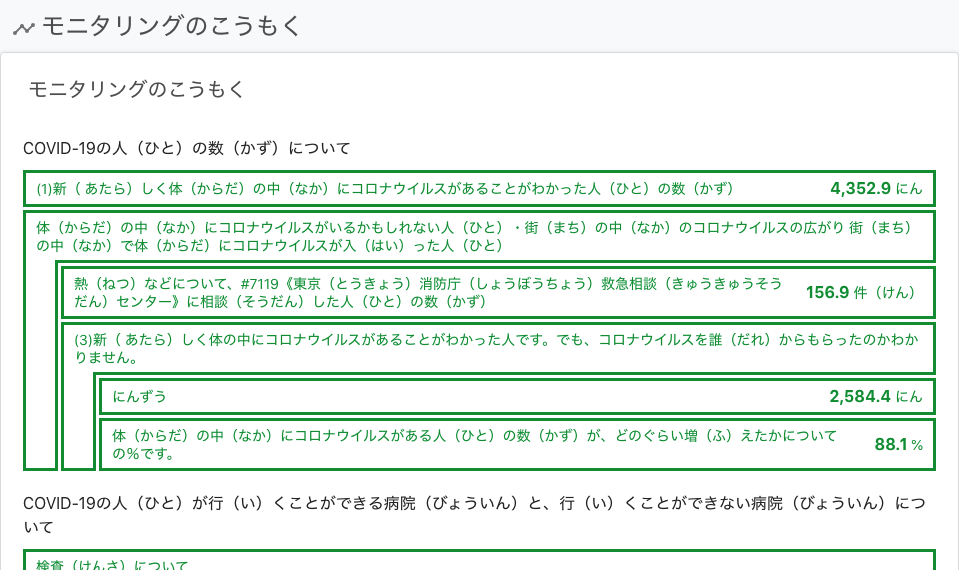 モニタリングのこうもく
モニタリングのこうもく
COVID-19の人（ひと）の数（かず）について
(1)新（ あたら）しく体（からだ）の中（なか）にコロナウイルスがあることがわかった人（ひと）の数（かず） 4,352.9 にん
体（からだ）の中（なか）にコロナウイルスがいるかもしれない人（ひと）・街（まち）の中（なか）のコロナウイルスの広がり 街（まち）
の中（なか）で体（からだ）にコロナウイルスが入（はい）った人（ひと）
熱（ねつ）などについて、#7119《東京（とうきょう）消防庁（しょうぼうちょう）救急相談（きゅうきゅうそう
だん）センター》に相談（そうだん）した人（ひと）の数（かず） 156.9 件（けん）
(3)新（ あたら）しく体の中にコロナウイルスがあることがわかった人です。でも、コロナウイルスを誰（だれ）からもらったのかわか
りません。
にんずう 2,584.4 にん
体（からだ）の中（なか）にコロナウイルスがある人（ひと）の数（かず）が、どのぐらい増（ふ）えたかについて
の％です。 88.1 %
COVID-19の人（ひと）が行（い）くことができる病院（びょういん）と、行（い）くことができない病院（びょういん）につ
いて
検査（けんさ）について